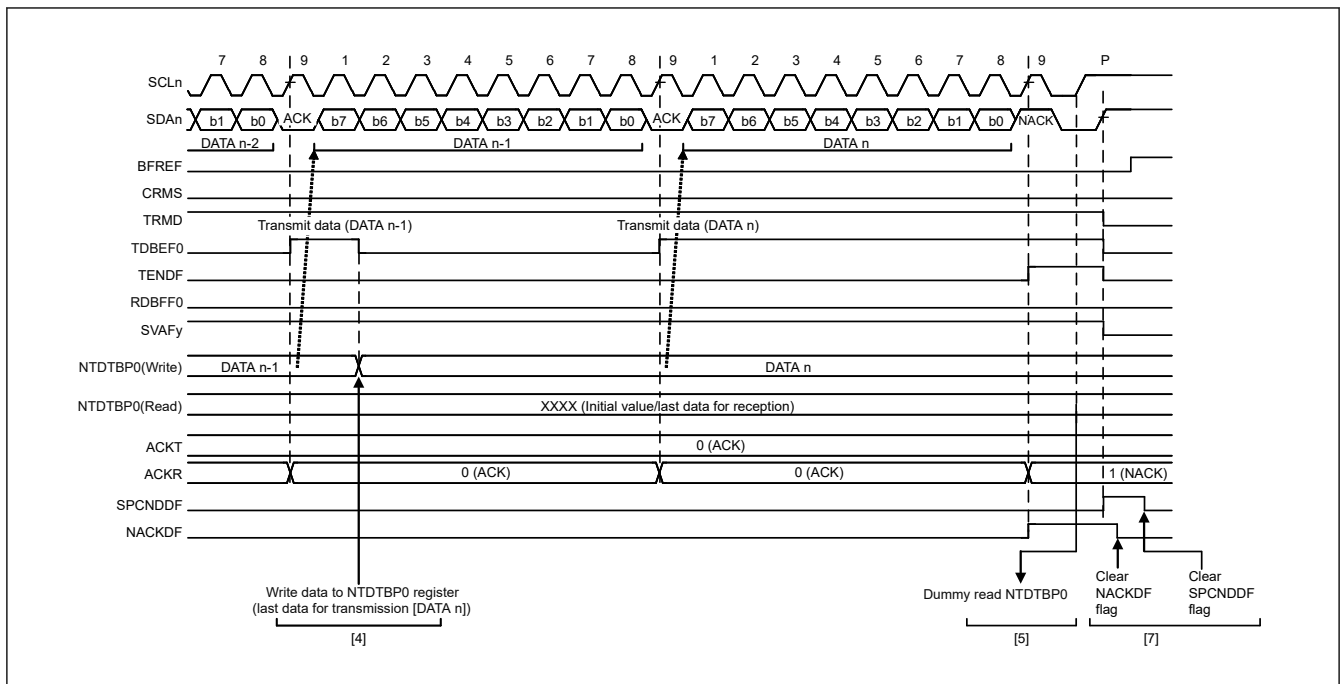 7 8 9 1 2 3 4 5 6 7 8 9 1 2 3 4 5 6 7 8 9 P
SCLn
SDAn b1 b0 ACK b7 b6 b5 b4 b3 b2 b1 b0 ACK b7 b6 b5 b4 b3 b2 b1 b0 NACK
DATA n-2 DATA n-1 DATA n
BFREF
CRMS
TRMD
Transmit data (DATA n-1) Transmit data (DATA n)
TDBEF0
TENDF
RDBFF0
SVAFy
NTDTBP0(Write) DATA n-1 DATA n
NTDTBP0(Read) XXXX (Initial value/last data for reception)
ACKT 0 (ACK)
ACKR 0 (ACK) 0 (ACK) 1 (NACK)
SPCNDDF
NACKDF
Write data to NTDTBP0 register
(last data for transmission [DATA n])
[4]
Dummy read NTDTBP0
[5]
Clear
NACKDF
flag
Clear
SPCNDDF
flag
[7]